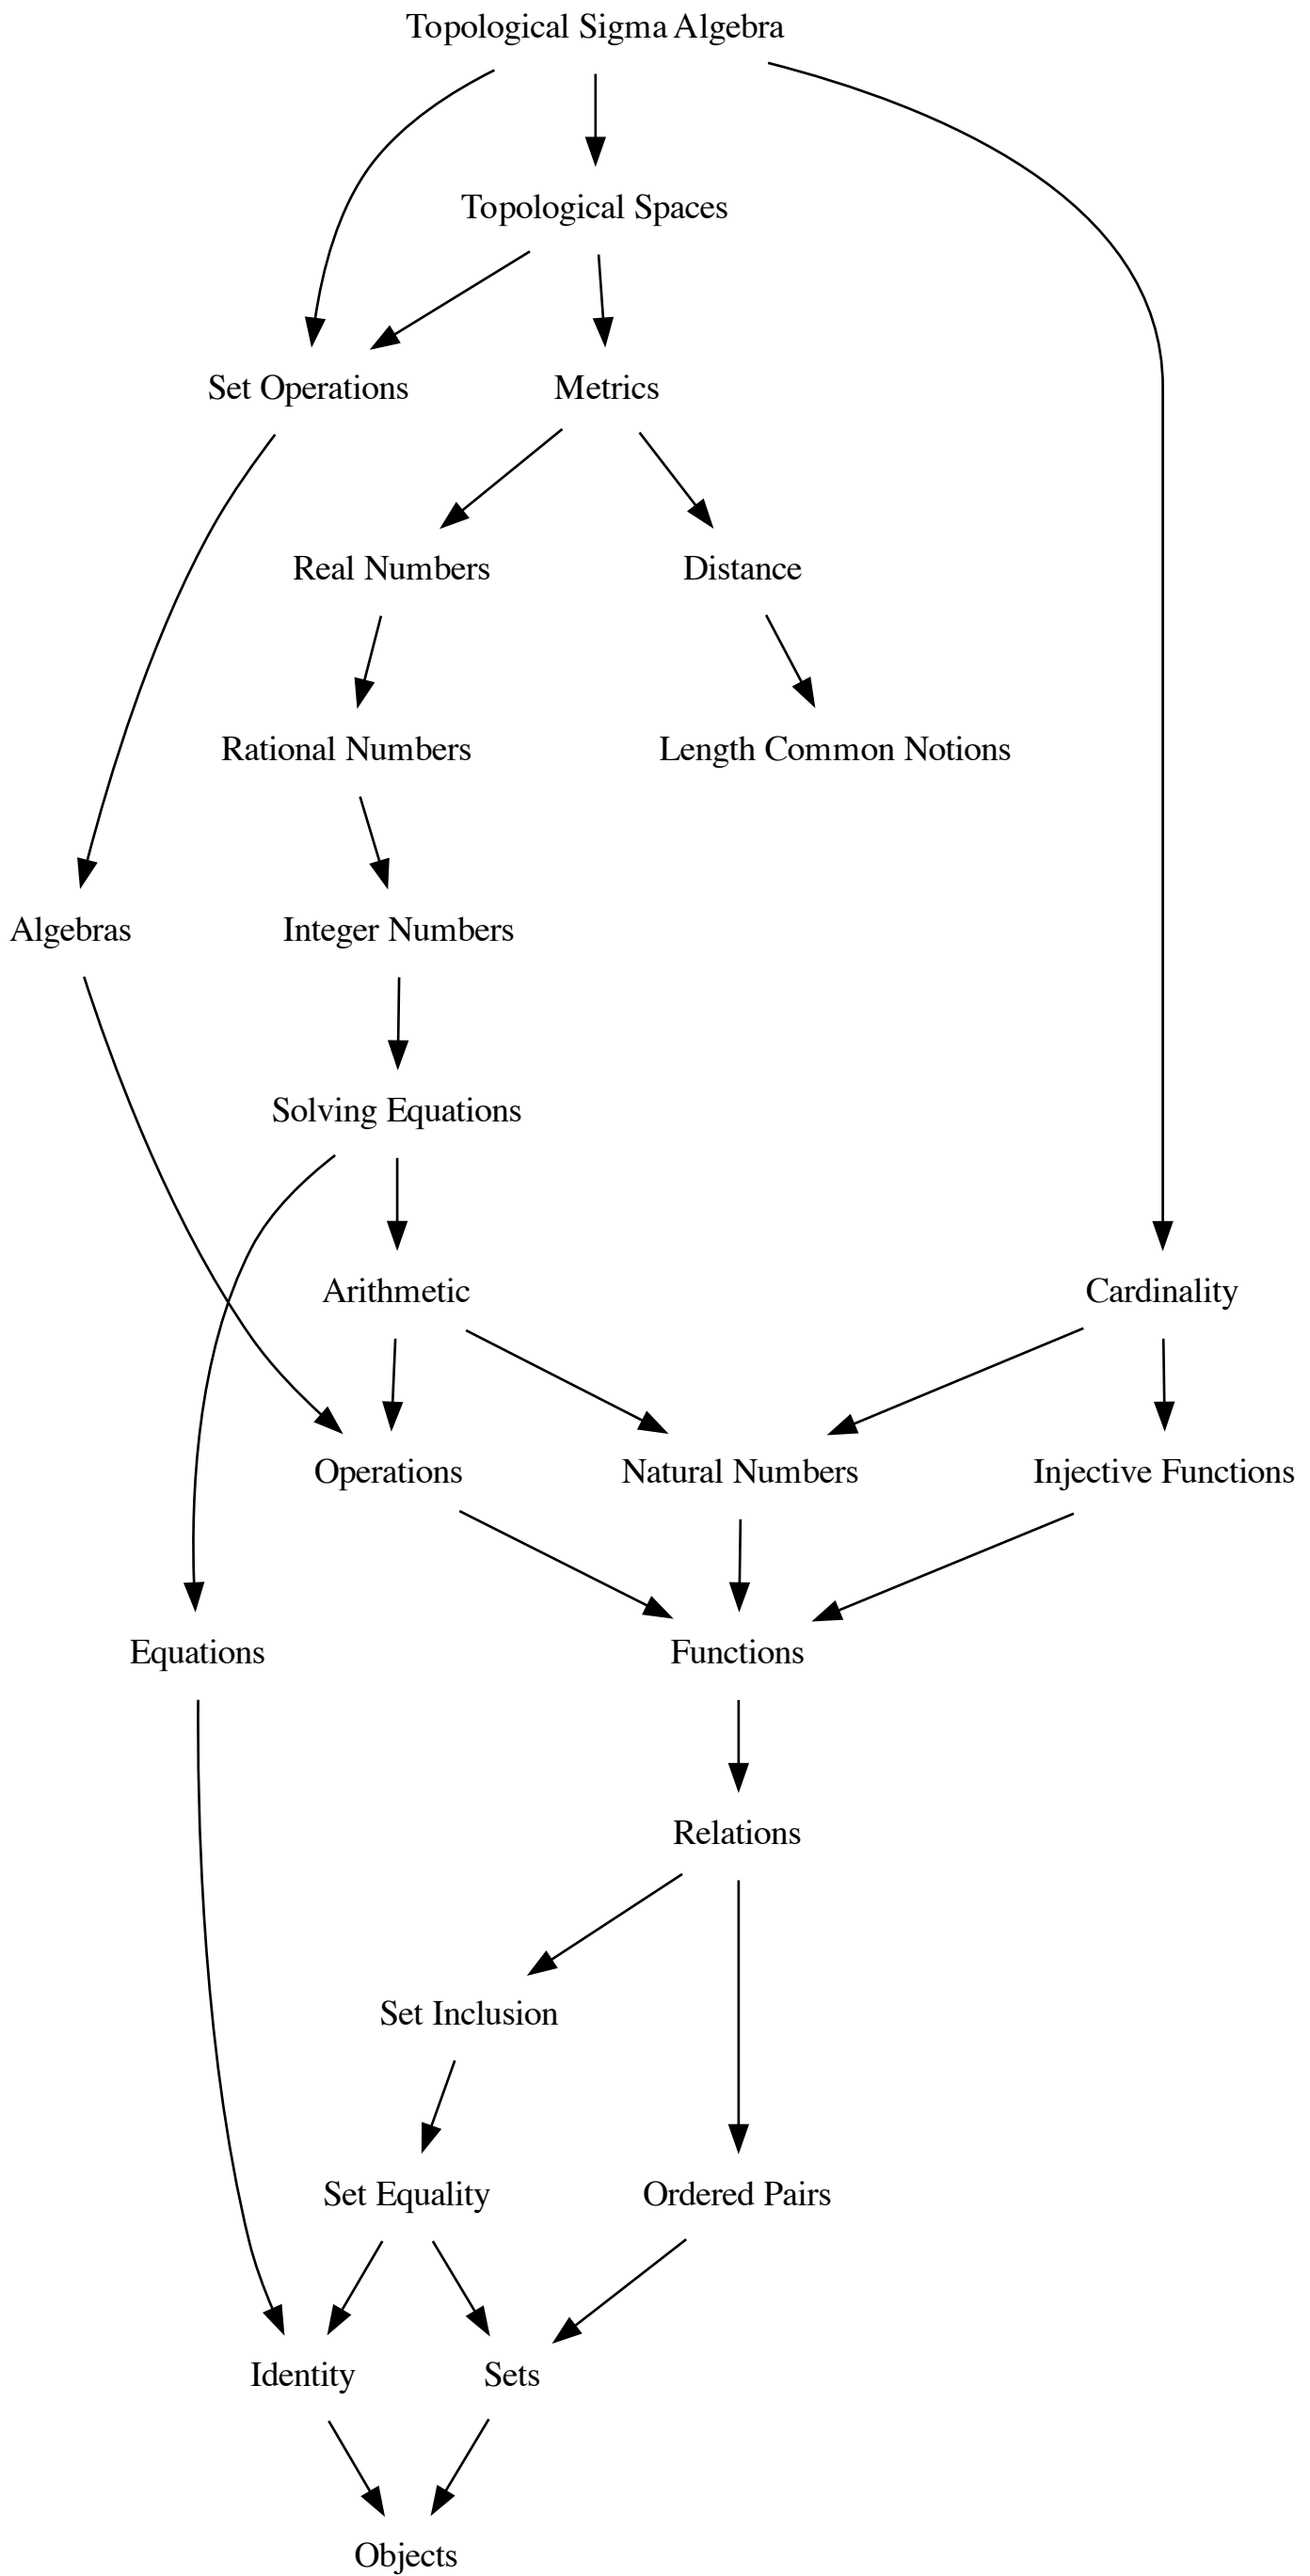 Topological Sigma Algebra
Topological Spaces
Set Operations
Metrics
Real Numbers
Distance
Rational Numbers
Length Common Notions
Algebras
Integer Numbers
Solving Equations
Arithmetic
Cardinality
Operations
Natural Numbers
Injective Functions
Equations
Functions
Relations
Set Inclusion
Set Equality
Ordered Pairs
Identity
Sets
Objects